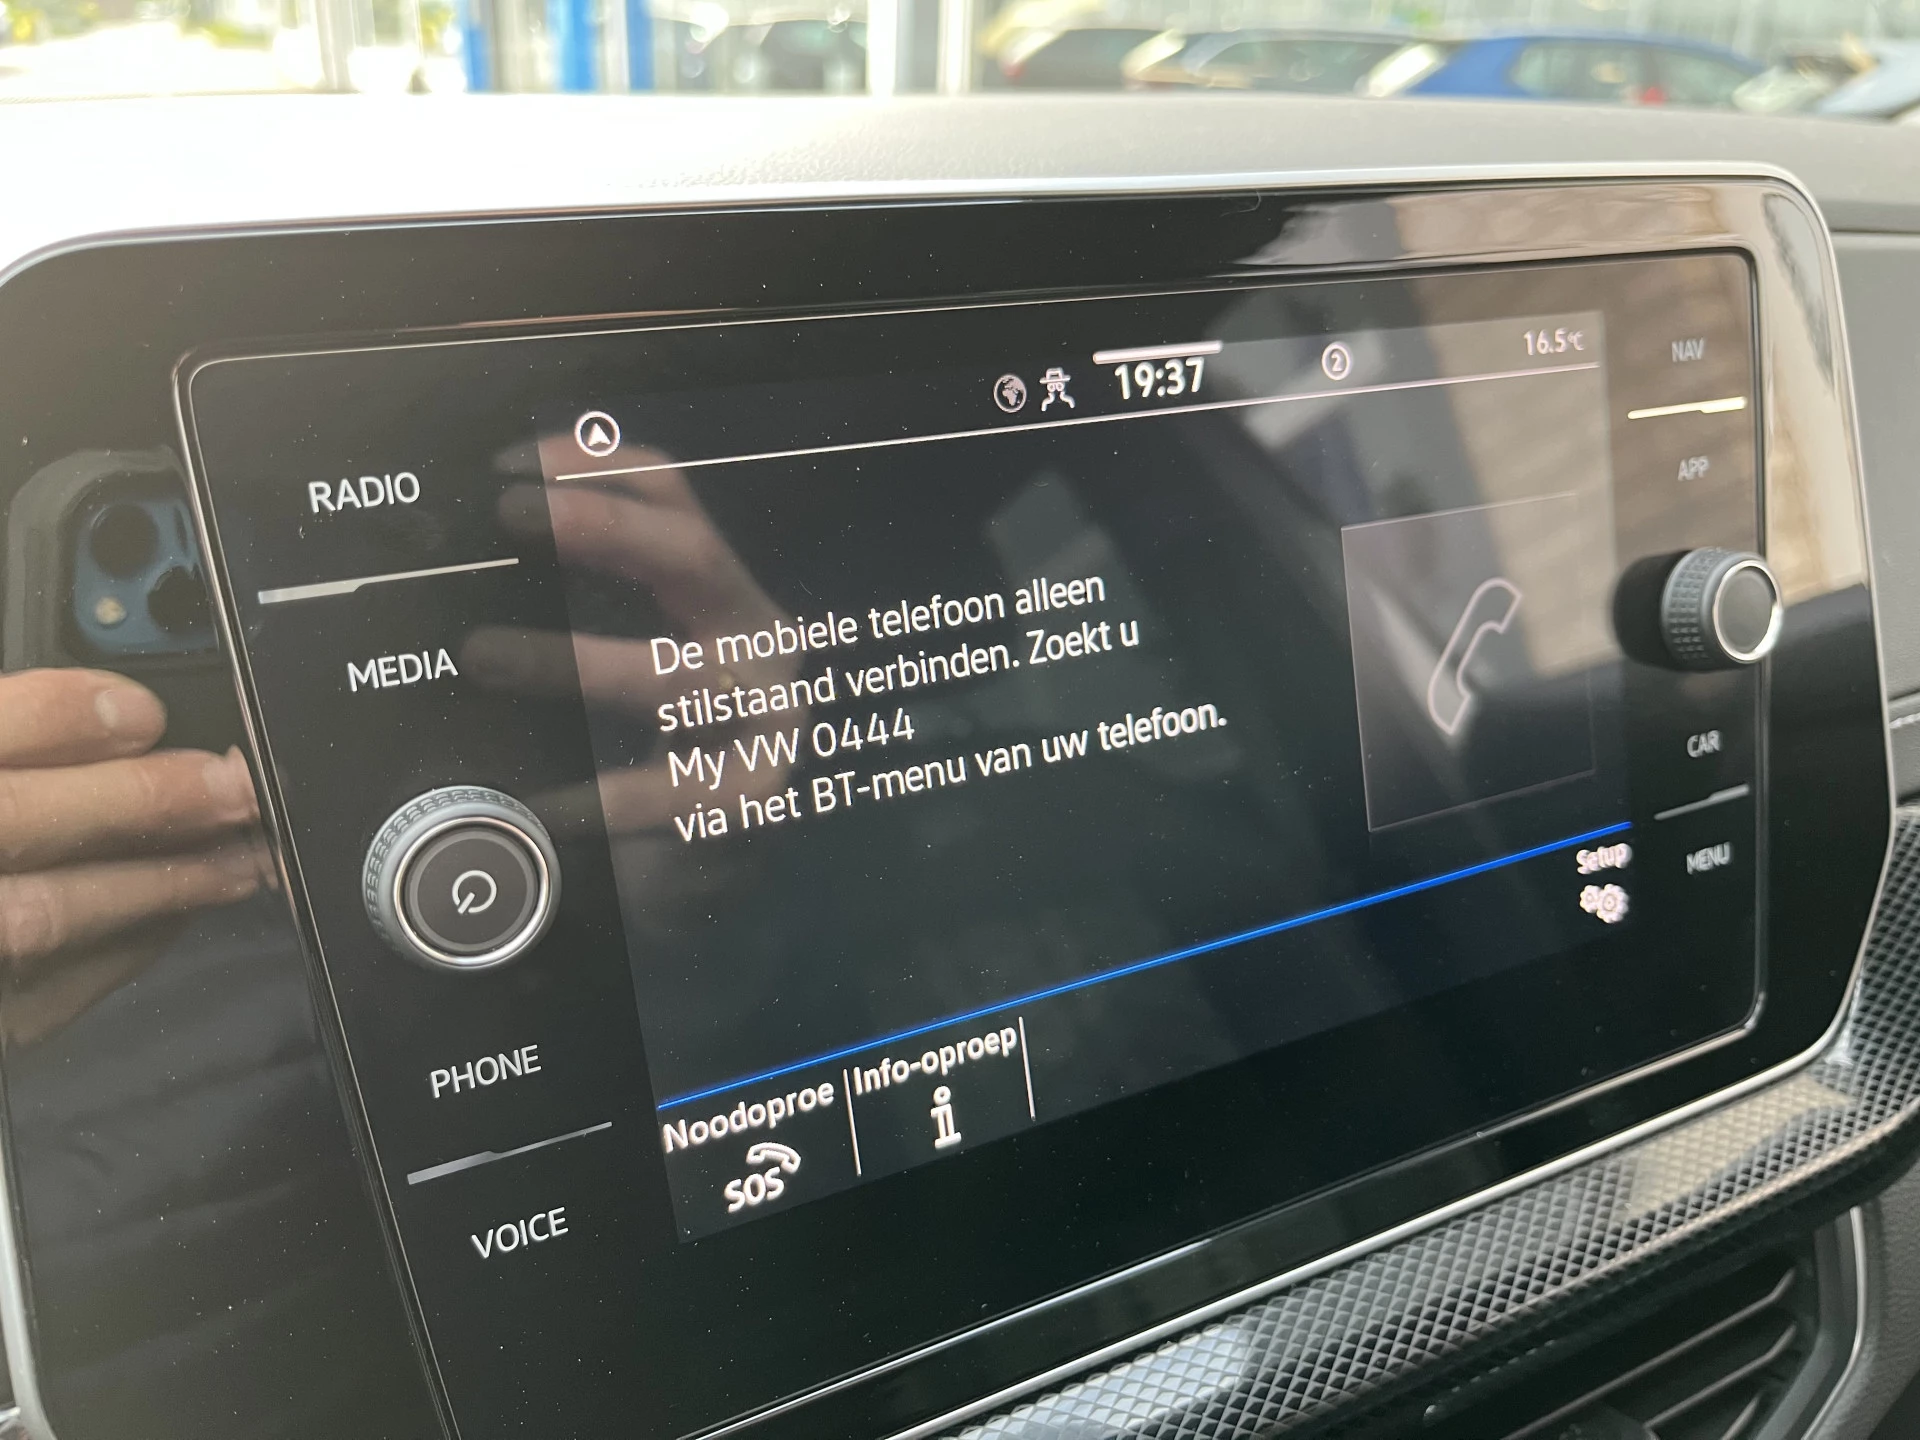 19:37
2
16.5°C
NAV
APP
RADIO
MEDIA
De mobiele telefoon alleen
stilstaand verbinden. Zoekt u
My VW 0444
via het BT-menu van uw telefoon.
CAR
MENU
Setup
PHONE
VOICE
Noodoproe
SOS
Info-oproep
i